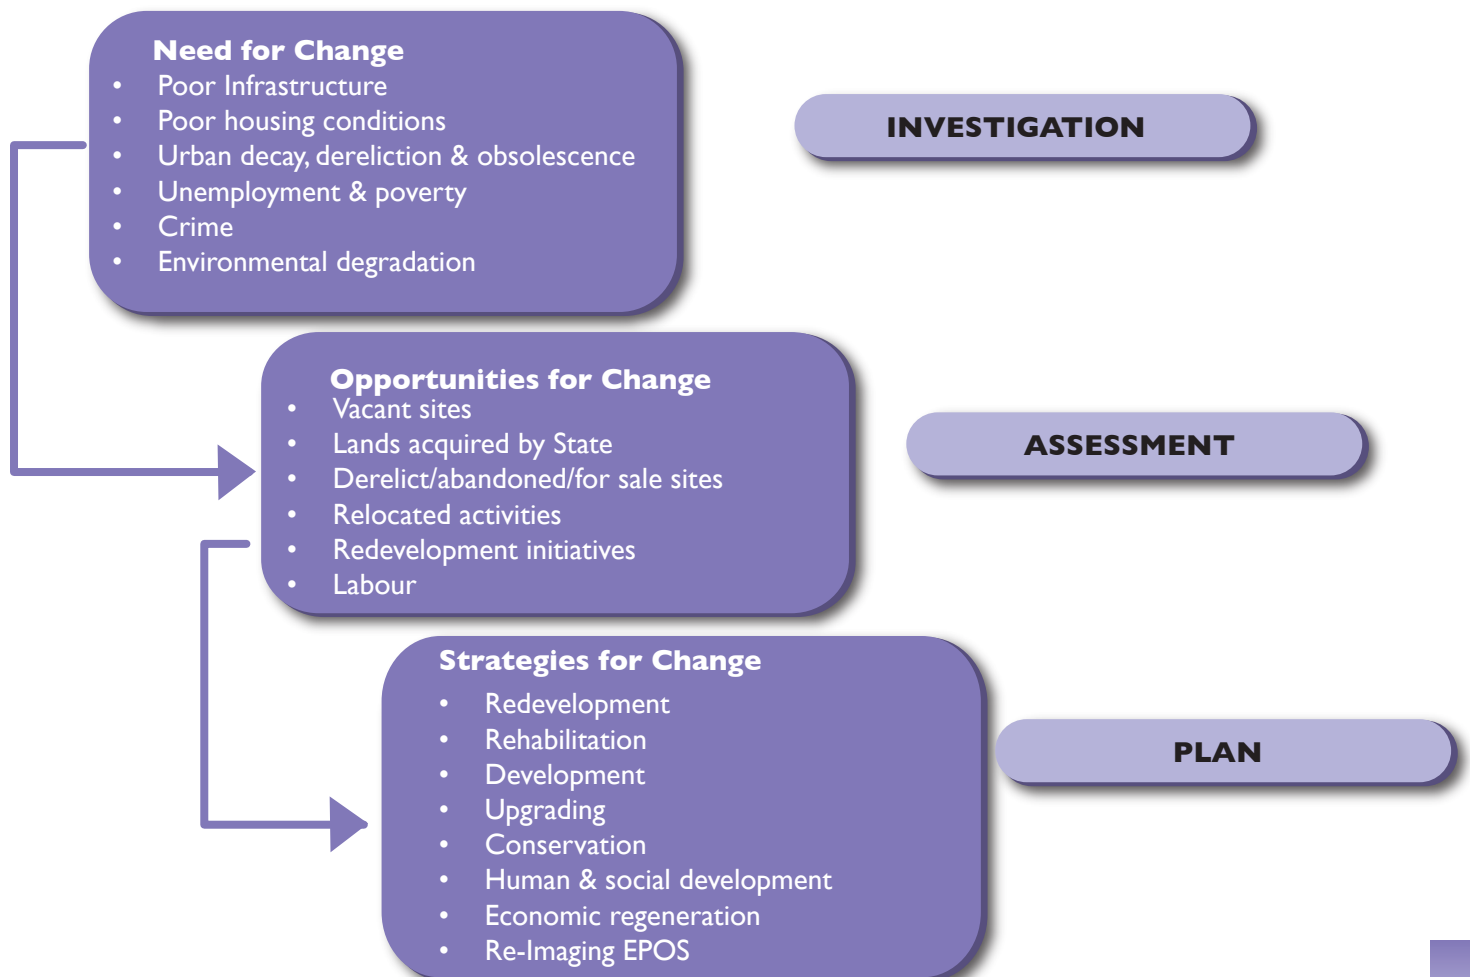 Need for Change
• Poor Infrastructure
• Poor housing conditions
• Urban decay, dereliction & obsolescence
• Unemployment & poverty
• Crime
• Environmental degradation
INVESTIGATION
Opportunities for Change
• Vacant sites
• Lands acquired by State
• Derelict/abandoned/for sale sites
• Relocated activities
• Redevelopment initiatives
• Labour
ASSESSMENT
Strategies for Change
• Redevelopment
• Rehabilitation
• Development
• Upgrading
• Conservation
• Human & social development
• Economic regeneration
• Re-Imaging EPOS
PLAN